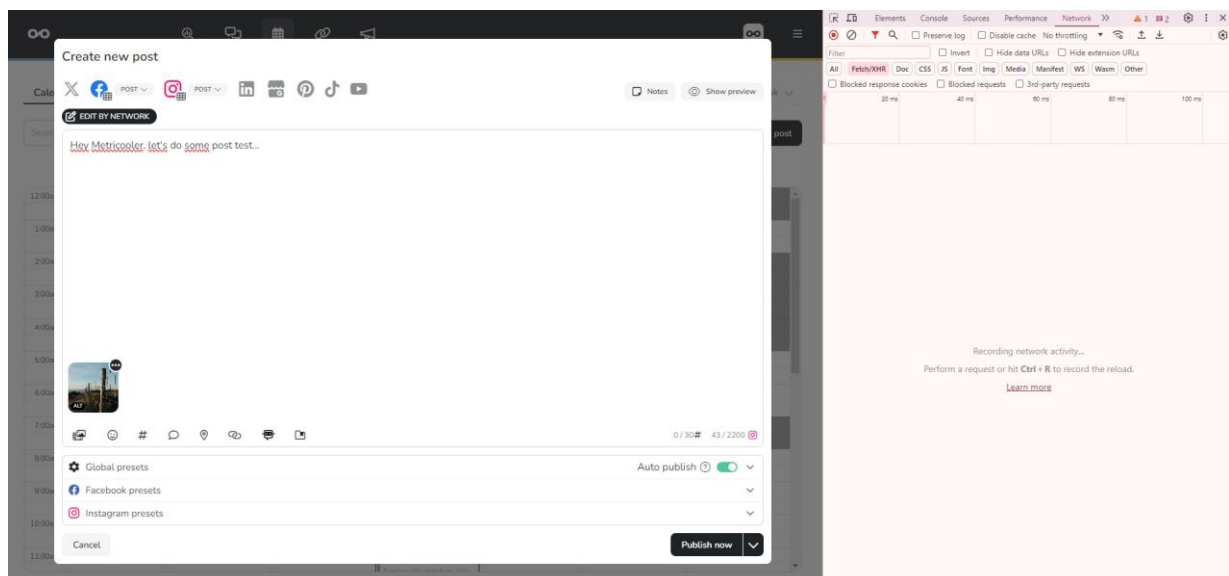 Create new post
POST
POST
Notes
Show preview
EDIT BY NETWORK
Hey Metricooler, let's do some post test...
ALT
0/30# 43/2200
Global presets
Auto publish
Facebook presets
Instagram presets
Cancel
Publish now
Cale
Searc
post
12:00a
1:00a
2:00a
3:00a
4:00a
5:00a
6:00a
7:00a
8:00a
9:00a
10:00a
11:00a
Elements Console Sources Performance Network 1 2
Preserve log Disable cache No throttling
Filter Invert Hide data URLs Hide extension URLs
All Fetch/XHR Doc CSS JS Font Img Media Manifest WS Wasm Other
Blocked response cookies Blocked requests 3rd-party requests
20 ms 40 ms 60 ms 80 ms 100 ms
Recording network activity...
Perform a request or hit Ctrl + R to record the reload.
Learn more